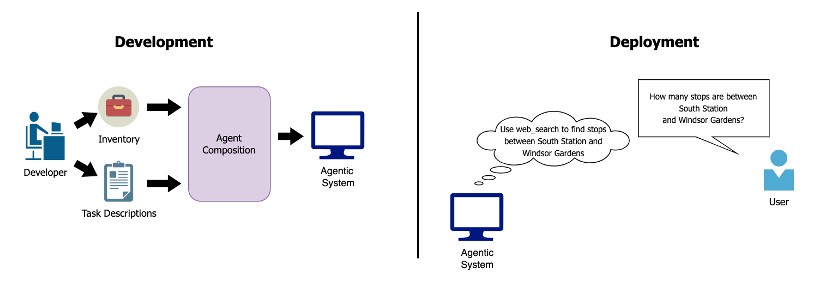 Development
Developer
Inventory
Task Descriptions
Agent
Composition
Agentic
System
Deployment
Use web_search to find stops
between South Station and
Windsor Gardens
Agentic
System
How many stops are between
South Station
and Windsor Gardens?
User